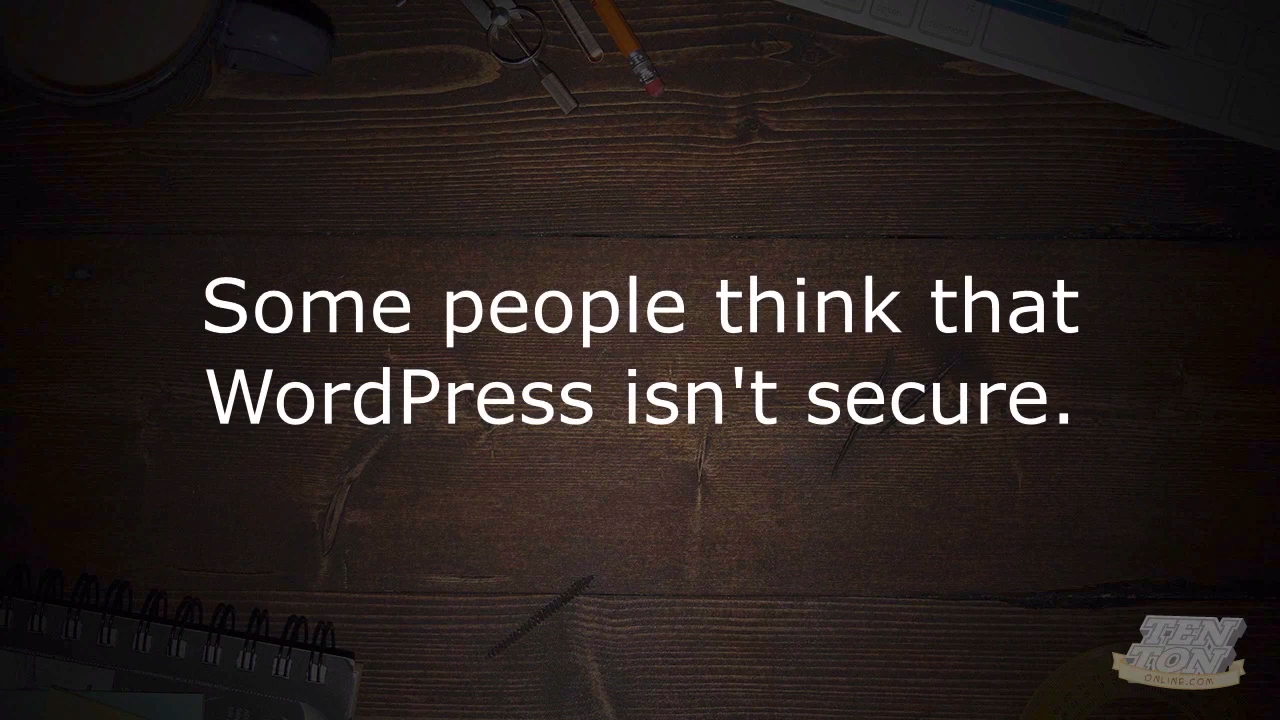 Some people think that
WordPress isn't secure.
TEN
TON
ONLINE.COM